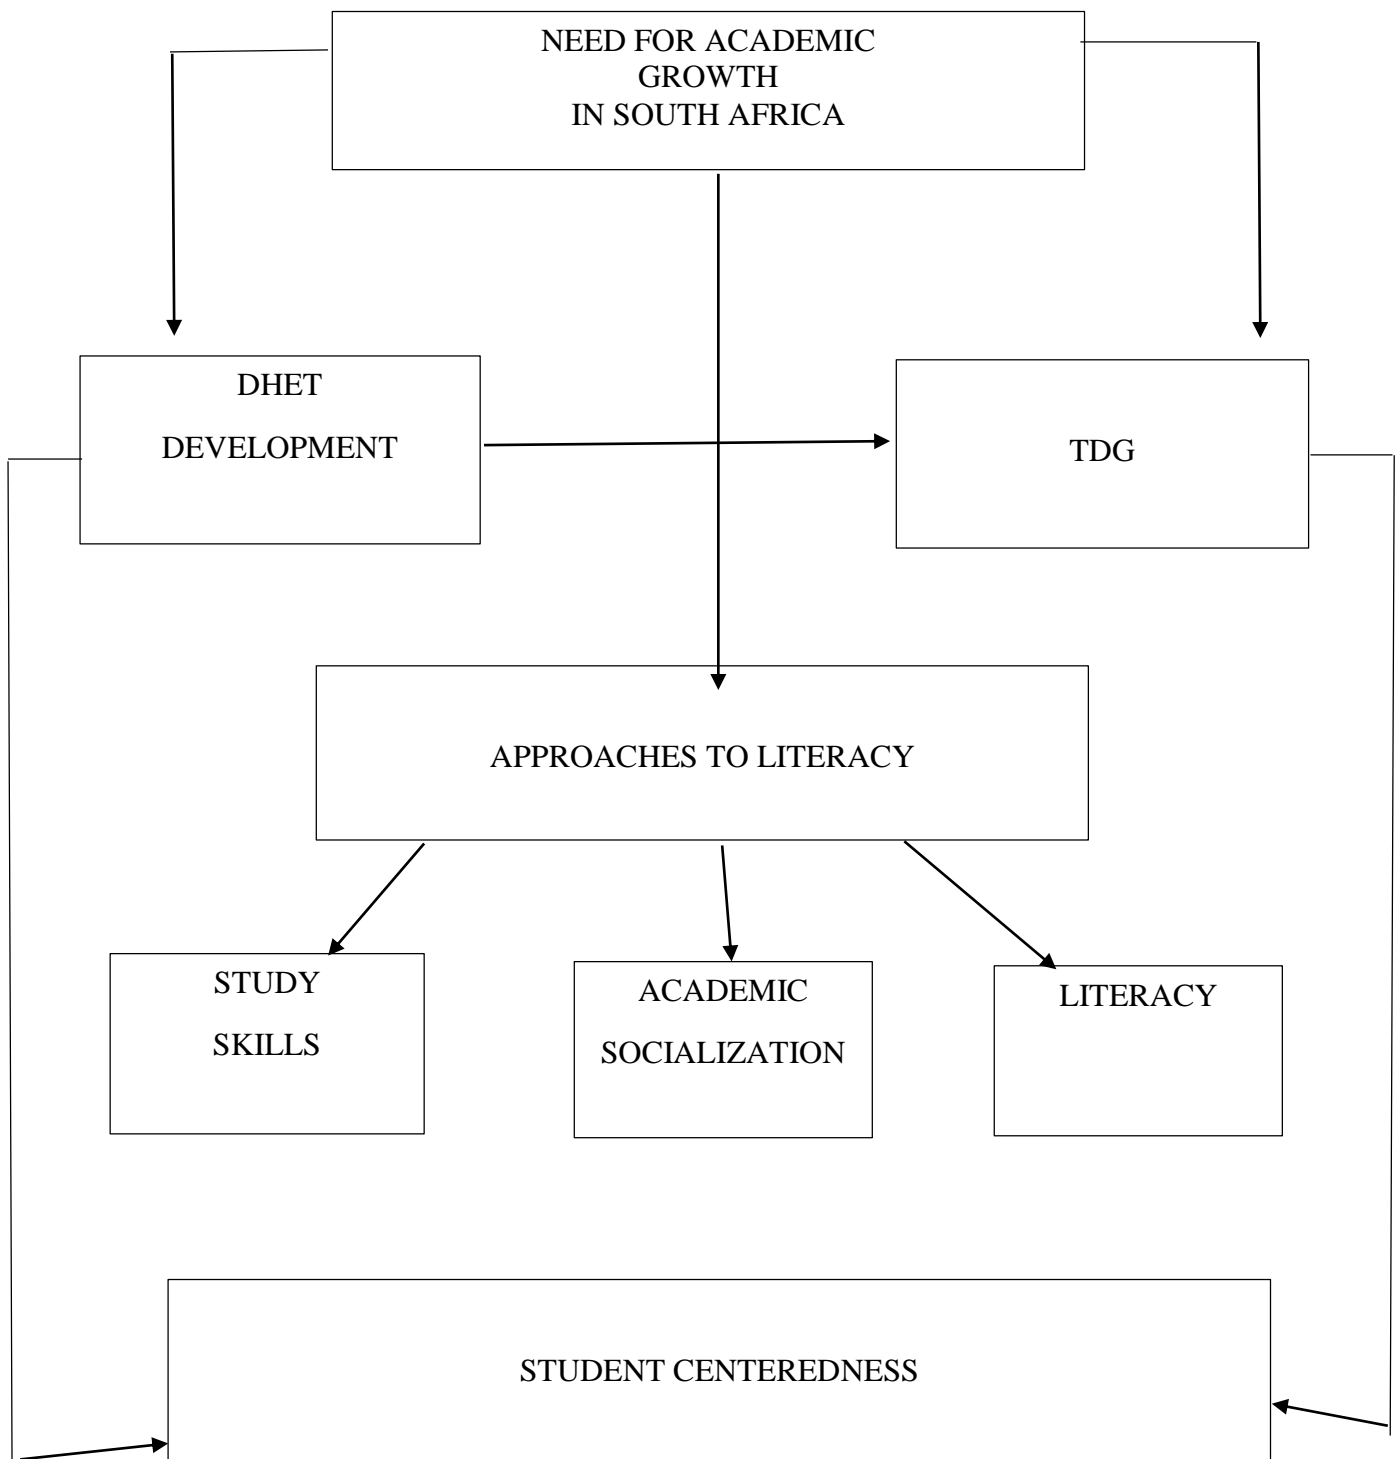 NEED FOR ACADEMIC
GROWTH
IN SOUTH AFRICA
DHET
DEVELOPMENT
TDG
APPROACHES TO LITERACY
STUDY
SKILLS
ACADEMIC
SOCIALIZATION
LITERACY
STUDENT CENTEREDNESS